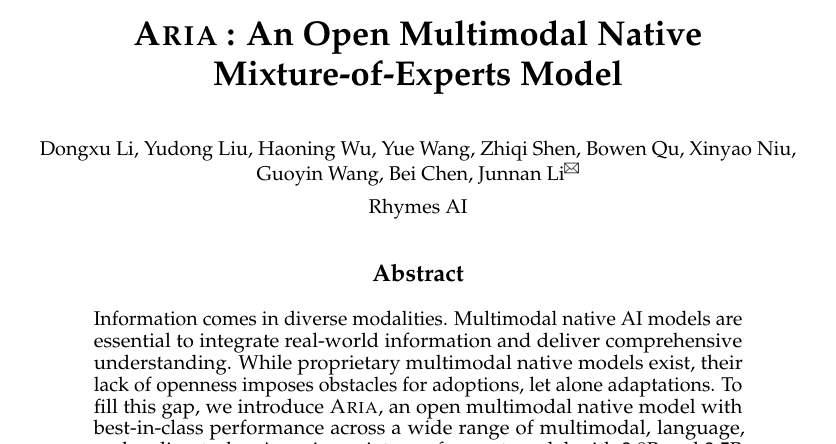 ARIA : An Open Multimodal Native
Mixture-of-Experts Model
Dongxu Li, Yudong Liu, Haoning Wu, Yue Wang, Zhiqi Shen, Bowen Qu, Xinyao Niu,
Guoyin Wang, Bei Chen, Junnan Li
Rhymes AI
Abstract
Information comes in diverse modalities. Multimodal native AI models are
essential to integrate real-world information and deliver comprehensive
understanding. While proprietary multimodal native models exist, their
lack of openness imposes obstacles for adoptions, let alone adaptations. To
fill this gap, we introduce ARIA, an open multimodal native model with
best-in-class performance across a wide range of multimodal, language,